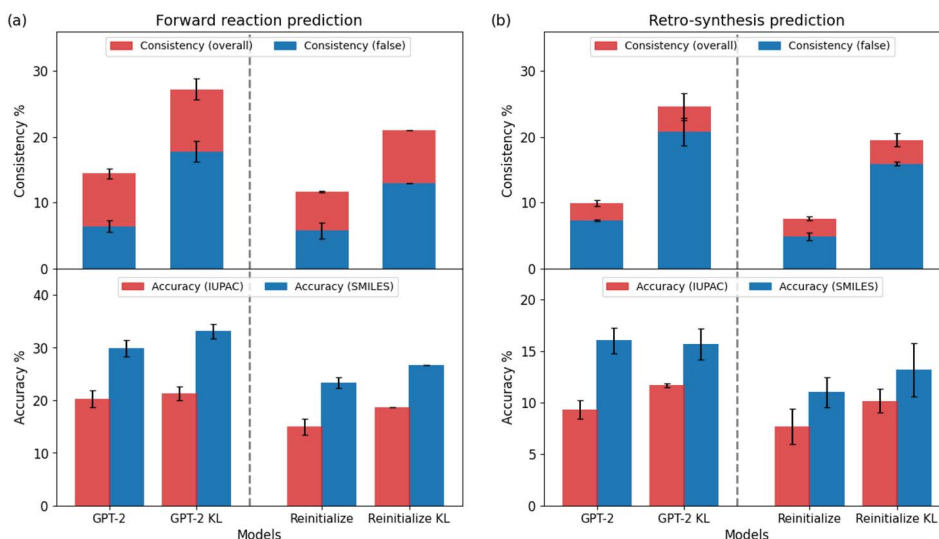 (a)
Forward reaction prediction
Consistency (overall) Consistency (false)
Consistency %
30
20
10
0
Accuracy (IUPAC) Accuracy (SMILES)
Accuracy %
40
30
20
10
0
GPT-2 GPT-2 KL Reinitialize Reinitialize KL
Models
(b)
Retro-synthesis prediction
Consistency (overall) Consistency (false)
Consistency %
30
20
10
0
Accuracy (IUPAC) Accuracy (SMILES)
Accuracy %
20
15
10
5
0
GPT-2 GPT-2 KL Reinitialize Reinitialize KL
Models